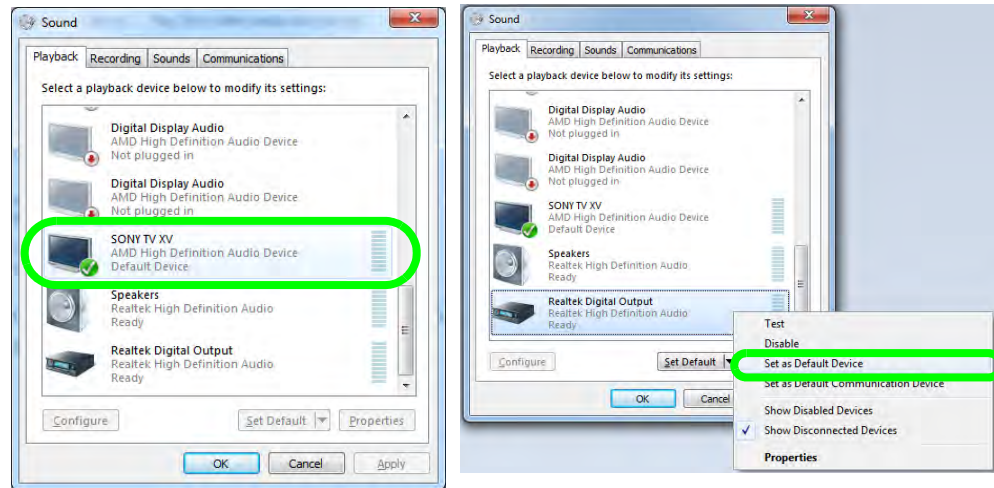 Sound
Playback Recording Sounds Communications
Select a playback device below to modify its settings:
Digital Display Audio
AMD High Definition Audio Device
Not plugged in
Digital Display Audio
AMD High Definition Audio Device
Not plugged in
SONY TV XV
AMD High Definition Audio Device
Default Device
Speakers
Realtek High Definition Audio
Ready
Realtek Digital Output
Realtek High Definition Audio
Ready
Configure Set Default Properties
OK Cancel Apply
Sound
Playback Recording Sounds Communications
Select a playback device below to modify its settings:
Digital Display Audio
AMD High Definition Audio Device
Not plugged in
Digital Display Audio
AMD High Definition Audio Device
Not plugged in
SONY TV XV
AMD High Definition Audio Device
Default Device
Speakers
Realtek High Definition Audio
Ready
Realtek Digital Output
Realtek High Definition Audio
Ready
Configure Set Default
OK Cancel
Test
Disable
Set as Default Device
Set as Default Communication Device
Show Disabled Devices
Show Disconnected Devices
Properties